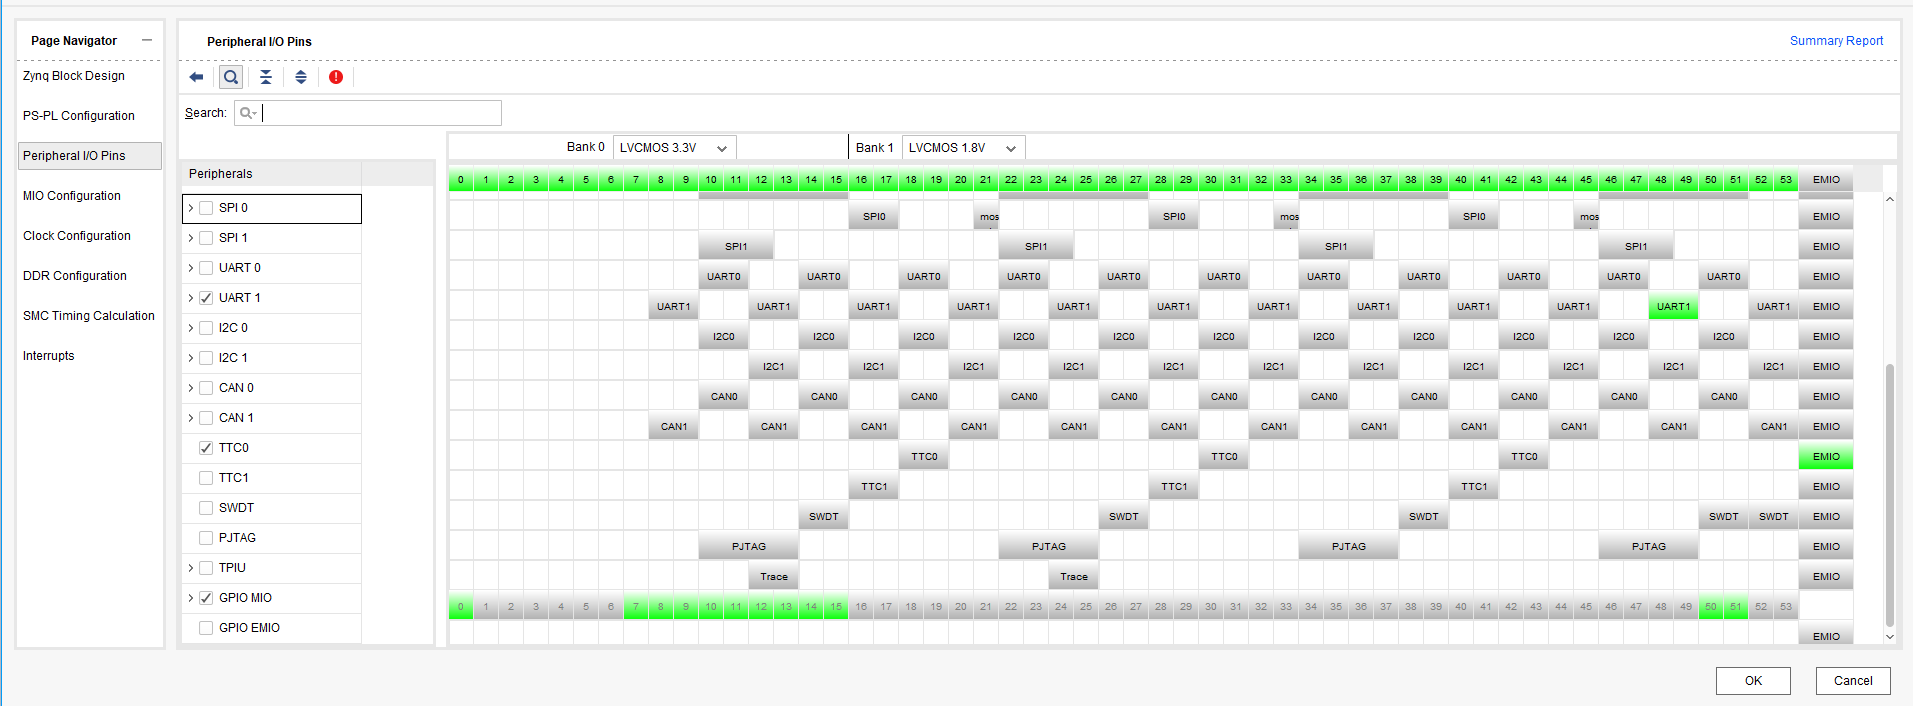 Page Navigator
Zynq Block Design
PS-PL Configuration
Peripheral I/O Pins
MIO Configuration
Clock Configuration
DDR Configuration
SMC Timing Calculation
Interrupts
Peripheral I/O Pins
Summary Report
Search:
Bank 0 LVCMOS 3.3V Bank 1 LVCMOS 1.8V
Peripherals
0 1 2 3 4 5 6 7 8 9 10 11 12 13 14 15 16 17 18 19 20 21 22 23 24 25 26 27 28 29 30 31 32 33 34 35 36 37 38 39 40 41 42 43 44 45 46 47 48 49 50 51 52 53 EMIO
SPI 0 SPI0 mos SPI0 mos SPI0 mos EMIO
SPI 1 SPI1 SPI1 SPI1 SPI1 EMIO
UART 0 UART0 UART0 UART0 UART0 UART0 UART0 UART0 UART0 UART0 UART0 UART0 EMIO
UART 1 UART1 UART1 UART1 UART1 UART1 UART1 UART1 UART1 UART1 UART1 UART1 UART1 EMIO
I2C 0 I2C0 I2C0 I2C0 I2C0 I2C0 I2C0 I2C0 I2C0 I2C0 I2C0 I2C0 EMIO
I2C 1 I2C1 I2C1 I2C1 I2C1 I2C1 I2C1 I2C1 I2C1 I2C1 I2C1 I2C1 EMIO
CAN 0 CAN0 CAN0 CAN0 CAN0 CAN0 CAN0 CAN0 CAN0 CAN0 CAN0 CAN0 EMIO
CAN 1 CAN1 CAN1 CAN1 CAN1 CAN1 CAN1 CAN1 CAN1 CAN1 CAN1 CAN1 CAN1 EMIO
TTC0 TTC0 TTC0 TTC0 EMIO
TTC1 TTC1 TTC1 TTC1 EMIO
SWDT SWDT SWDT SWDT SWDT SWDT EMIO
PJTAG PJTAG PJTAG PJTAG PJTAG EMIO
TPIU Trace Trace EMIO
GPIO MIO 0 1 2 3 4 5 6 7 8 9 10 11 12 13 14 15 16 17 18 19 20 21 22 23 24 25 26 27 28 29 30 31 32 33 34 35 36 37 38 39 40 41 42 43 44 45 46 47 48 49 50 51 52 53
GPIO EMIO EMIO
OK Cancel